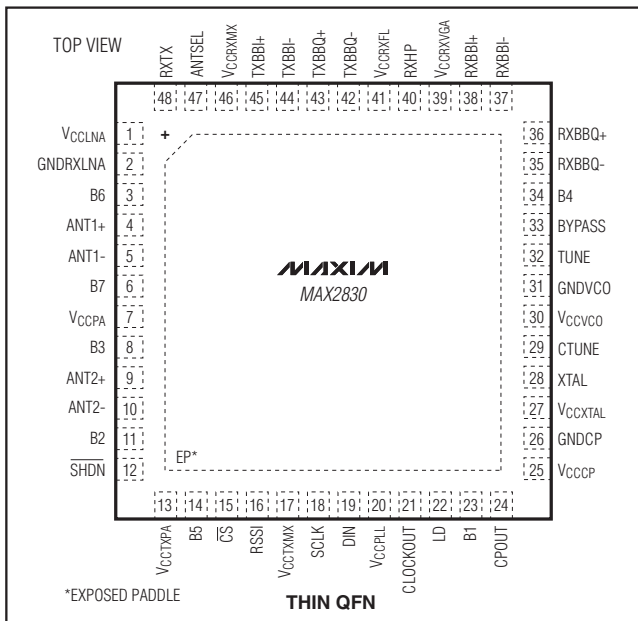 TOP VIEW
RXTX
ANTSEL
VCCRXMX
TXBBI+
TXBBI-
TXBBQ+
TXBBQ-
VCCRXFL
RXHP
VCCRXVGA
RXBBI+
RXBBI-
48 47 46 45 44 43 42 41 40 39 38 37
VCCLNA 1
GNDRXLNA 2
B6 3
ANT1+ 4
ANT1- 5
B7 6
VCCPA 7
B3 8
ANT2+ 9
ANT2- 10
B2 11
SHDN 12
+
MAXIM
MAX2830
EP*
36 RXBBQ+
35 RXBBQ-
34 B4
33 BYPASS
32 TUNE
31 GNDVCO
30 VCCVCO
29 CTUNE
28 XTAL
27 VCCXTAL
26 GNDCP
25 VCCCP
13 14 15 16 17 18 19 20 21 22 23 24
VCCTXPA
B5
CS
RSSI
VCCTXMX
SCLK
DIN
VCCPLL
CLOCKOUT
LD
B1
CPOUT
*EXPOSED PADDLE
THIN QFN